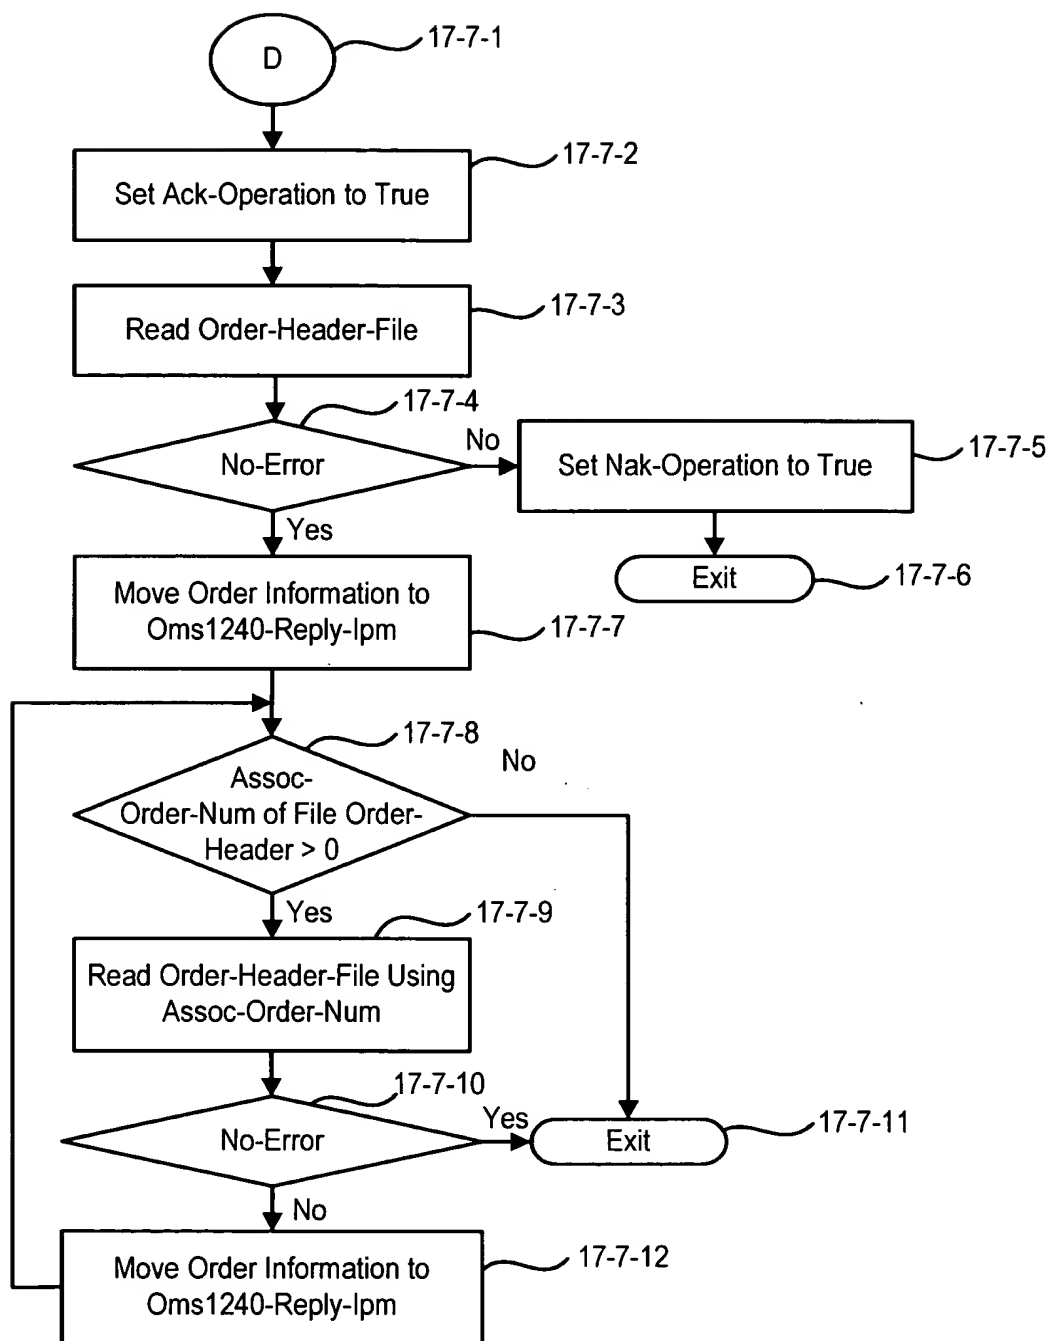 D
17-7-1
17-7-2
Set Ack-Operation to True
17-7-3
Read Order-Header-File
17-7-4
No-Error
No
17-7-5
Set Nak-Operation to True
Yes
Exit
17-7-6
Move Order Information to
Oms1240-Reply-Ipm
17-7-7
17-7-8
No
Assoc-
Order-Num of File Order-
Header > 0
Yes
17-7-9
Read Order-Header-File Using
Assoc-Order-Num
17-7-10
No-Error
Yes
Exit
17-7-11
No
Move Order Information to
Oms1240-Reply-Ipm
17-7-12